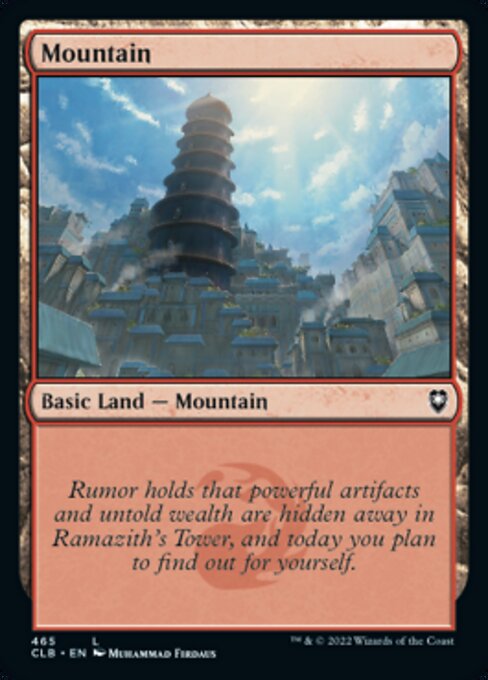 Mountain
Basic Land — Mountain
Rumor holds that powerful artifacts
and untold wealth are hidden away in
Ramazith's Tower, and today you plan
to find out for yourself.
465 L
CLB • EN Muhammad Firdaus
™ & © 2022 Wizards of the Coast